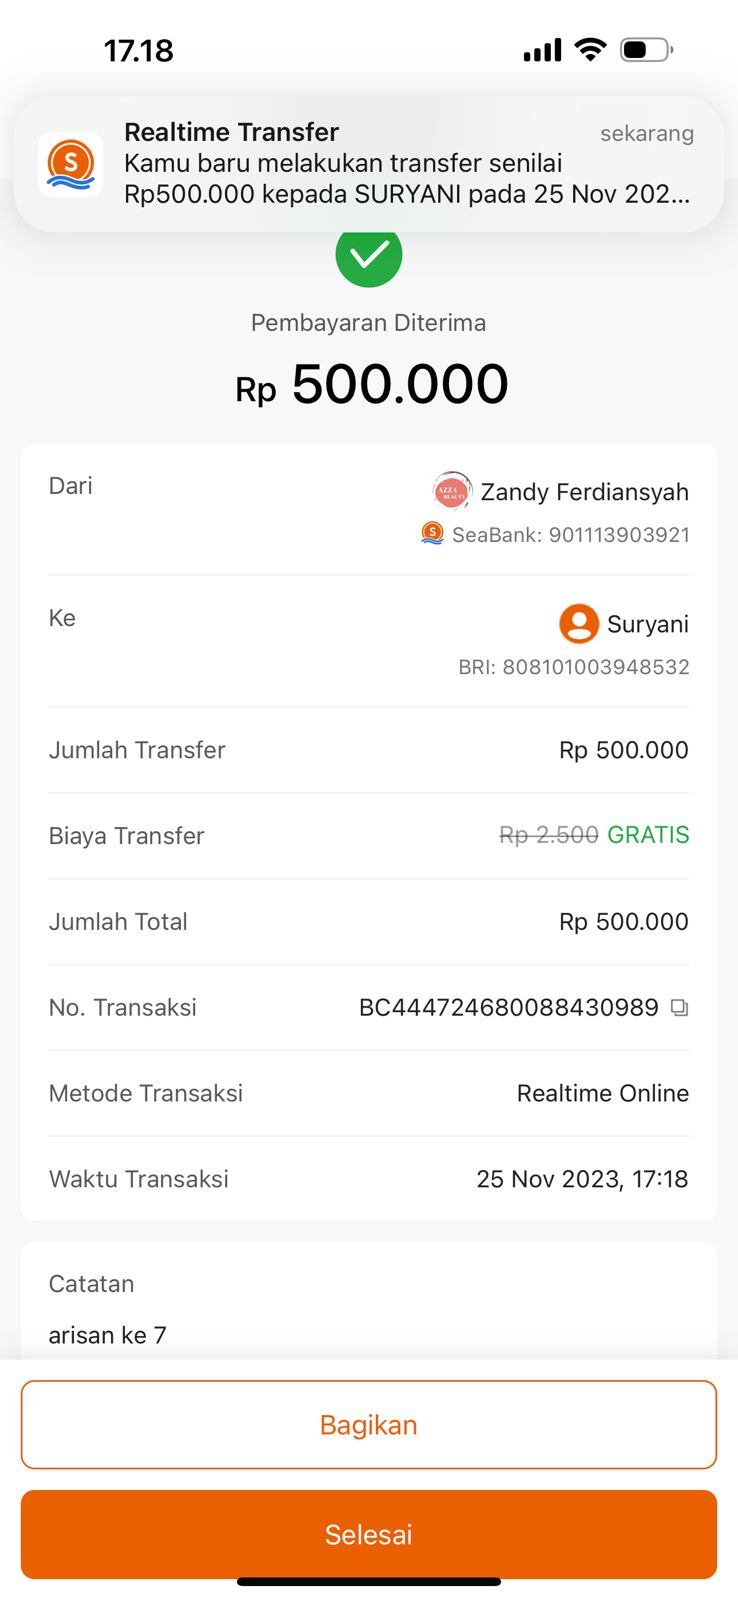 17.18
Realtime Transfer
sekarang
Kamu baru melakukan transfer senilai
Rp500.000 kepada SURYANI pada 25 Nov 202...
Pembayaran Diterima
Rp 500.000
Dari
AZZA
BEAUTY
Zandy Ferdiansyah
S SeaBank: 901113903921
Ke
Suryani
BRI: 808101003948532
Jumlah Transfer
Rp 500.000
Biaya Transfer
Rp 2.500 GRATIS
Jumlah Total
Rp 500.000
No. Transaksi
BC444724680088430989
Metode Transaksi
Realtime Online
Waktu Transaksi
25 Nov 2023, 17:18
Catatan
arisan ke 7
Bagikan
Selesai